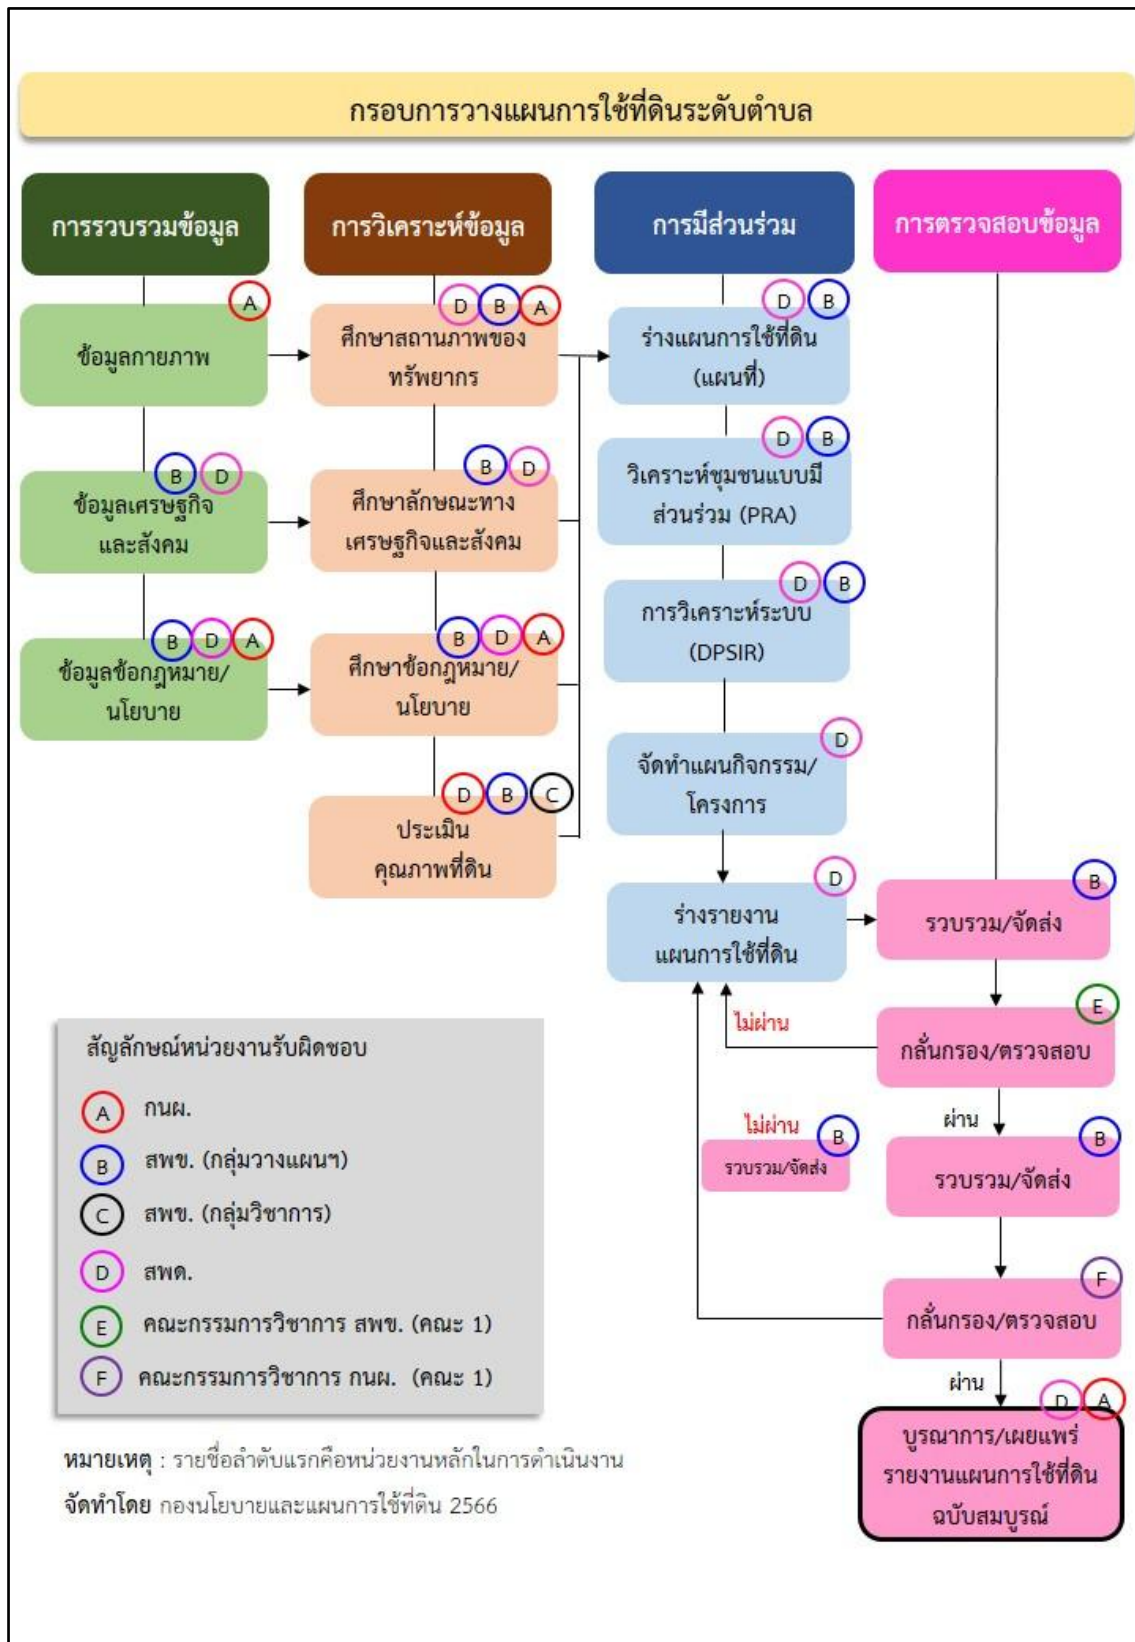 กรอบการวางแผนการใช้ที่ดินระดับตำบล
การรวบรวมข้อมูล
A
ข้อมูลกายภาพ
B D
ข้อมูลเศรษฐกิจ
และสังคม
B D A
ข้อมูลข้อกฎหมาย/
นโยบาย
การวิเคราะห์ข้อมูล
D B A
ศึกษาสถานภาพของ
ทรัพยากร
B D
ศึกษาลักษณะทาง
เศรษฐกิจและสังคม
B D A
ศึกษาข้อกฎหมาย/
นโยบาย
D B C
ประเมิน
คุณภาพที่ดิน
การมีส่วนร่วม
D B
ร่างแผนการใช้ที่ดิน
(แผนที่)
D B
วิเคราะห์ชุมชนแบบมี
ส่วนร่วม (PRA)
D B
การวิเคราะห์ระบบ
(DPSIR)
D
จัดทำแผนกิจกรรม/
โครงการ
D
ร่างรายงาน
แผนการใช้ที่ดิน
การตรวจสอบข้อมูล
B
รวบรวม/จัดส่ง
E
กลั่นกรอง/ตรวจสอบ
ไม่ผ่าน
ผ่าน
B
รวบรวม/จัดส่ง
ไม่ผ่าน
B
รวบรวม/จัดส่ง
F
กลั่นกรอง/ตรวจสอบ
ผ่าน
D A
บูรณาการ/เผยแพร่
รายงานแผนการใช้ที่ดิน
ฉบับสมบูรณ์
สัญลักษณ์หน่วยงานรับผิดชอบ
A กนผ.
B สพข. (กลุ่มวางแผนฯ)
C สพข. (กลุ่มวิชาการ)
D สพด.
E คณะกรรมการวิชาการ สพข. (คณะ 1)
F คณะกรรมการวิชาการ กนผ. (คณะ 1)
หมายเหตุ : รายชื่อลำดับแรกคือหน่วยงานหลักในการดำเนินงาน
จัดทำโดย กองนโยบายและแผนการใช้ที่ดิน 2566